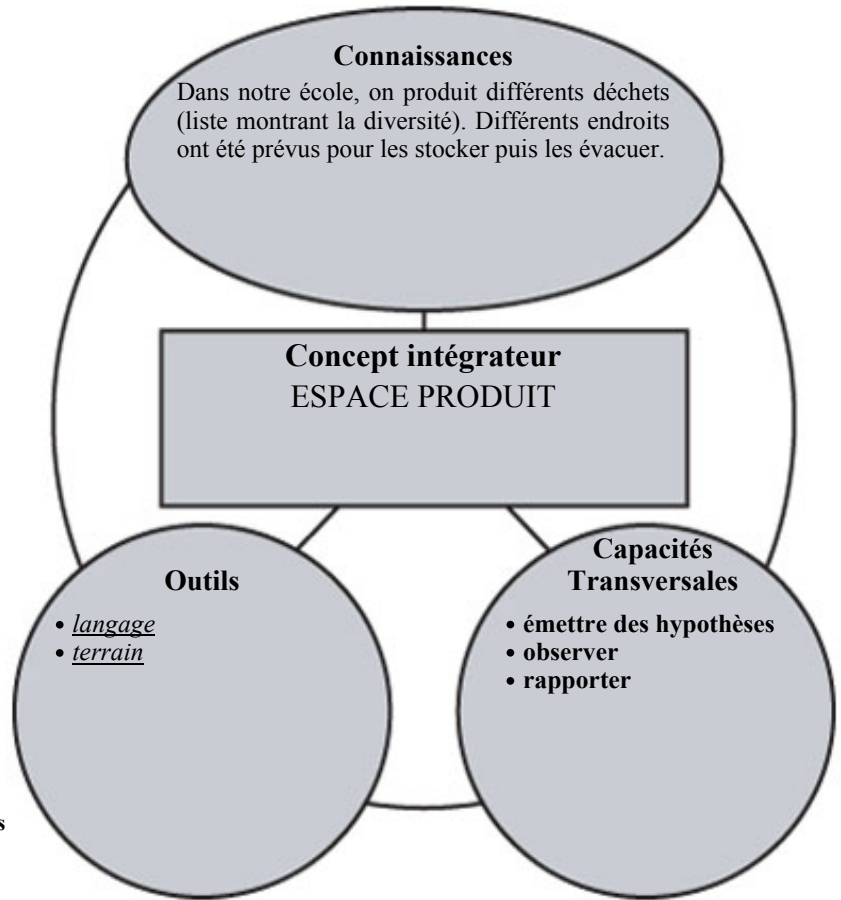 Connaissances
Dans notre école, on produit différents déchets
(liste montrant la diversité). Différents endroits
ont été prévus pour les stocker puis les évacuer.
Concept intégrateur
ESPACE PRODUIT
Outils
• langage
• terrain
Capacités
Transversales
• émettre des hypothèses
• observer
• rapporter
s